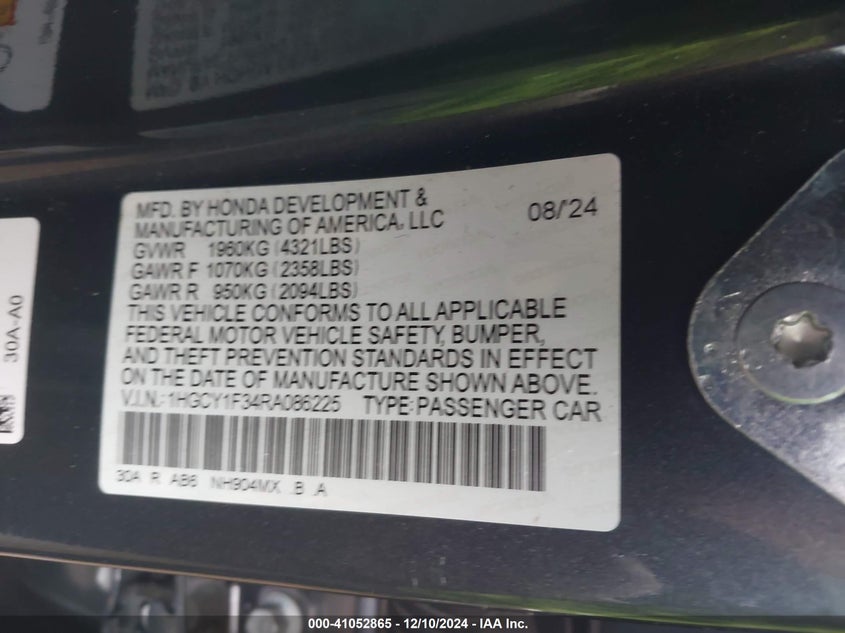 MFD. BY HONDA DEVELOPMENT &
MANUFACTURING OF AMERICA, LLC 08/'24
GVWR 1960KG (4321LBS)
GAWR F 1070KG (2358LBS)
GAWR R 950KG (2094LBS)
THIS VEHICLE CONFORMS TO ALL APPLICABLE
FEDERAL MOTOR VEHICLE SAFETY, BUMPER,
AND THEFT PREVENTION STANDARDS IN EFFECT
ON THE DATE OF MANUFACTURE SHOWN ABOVE.
V.I.N.: 1HGCY1F34RA086225 TYPE: PASSENGER CAR
30A R AB6 NH904MX .B .A
30A-A0
000-41052865 - 12/10/2024 - IAA Inc.